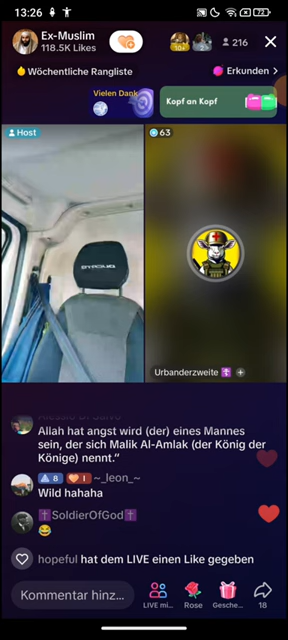 13:26
72
Ex-Muslim
118.5K Likes
216
Wöchentliche Rangliste
Erkunden >
Vielen Dank
Kopf an Kopf
Host
63
Urbanderzweite
Allah hat angst wird (der) eines Mannes
sein, der sich Malik Al-Amlak (der König der
Könige) nennt.“
8 1 ~_leon_~
Wild hahaha
SoldierOfGod
hopeful hat dem LIVE einen Like gegeben
Kommentar hinz...
LIVE mi...
Rose
Gesche...
18